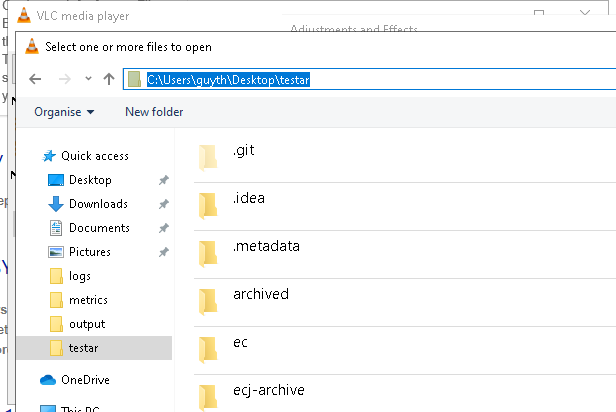 VLC media player
Adjustments and Effects
Select one or more files to open
C:\Users\guyth\Desktop\testar
Organise
New folder
Quick access
Desktop
Downloads
Documents
Pictures
logs
metrics
output
testar
OneDrive
This PC
.git
.idea
.metadata
archived
ec
ecj-archive